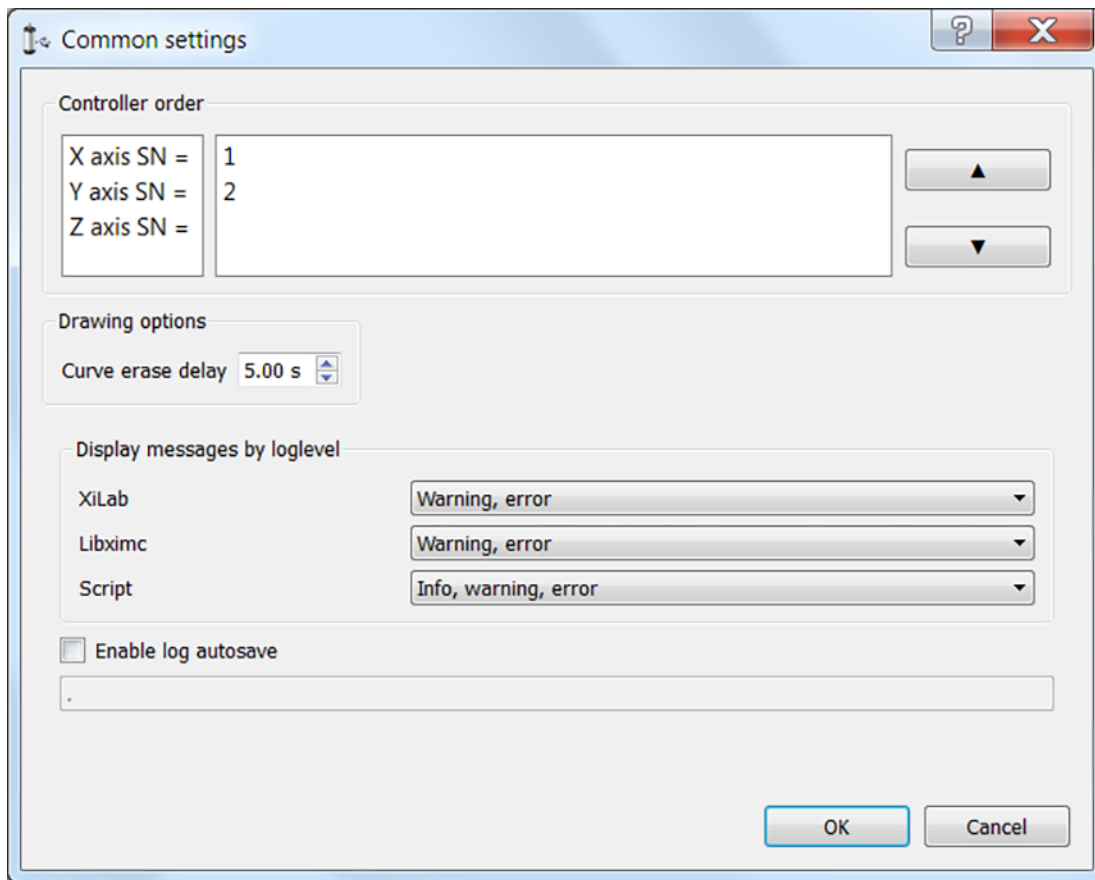 Common settings
Controller order
X axis SN = 1
Y axis SN = 2
Z axis SN =
▲
▼
Drawing options
Curve erase delay 5.00 s
Display messages by loglevel
XiLab Warning, error
Libximc Warning, error
Script Info, warning, error
Enable log autosave
.
OK Cancel